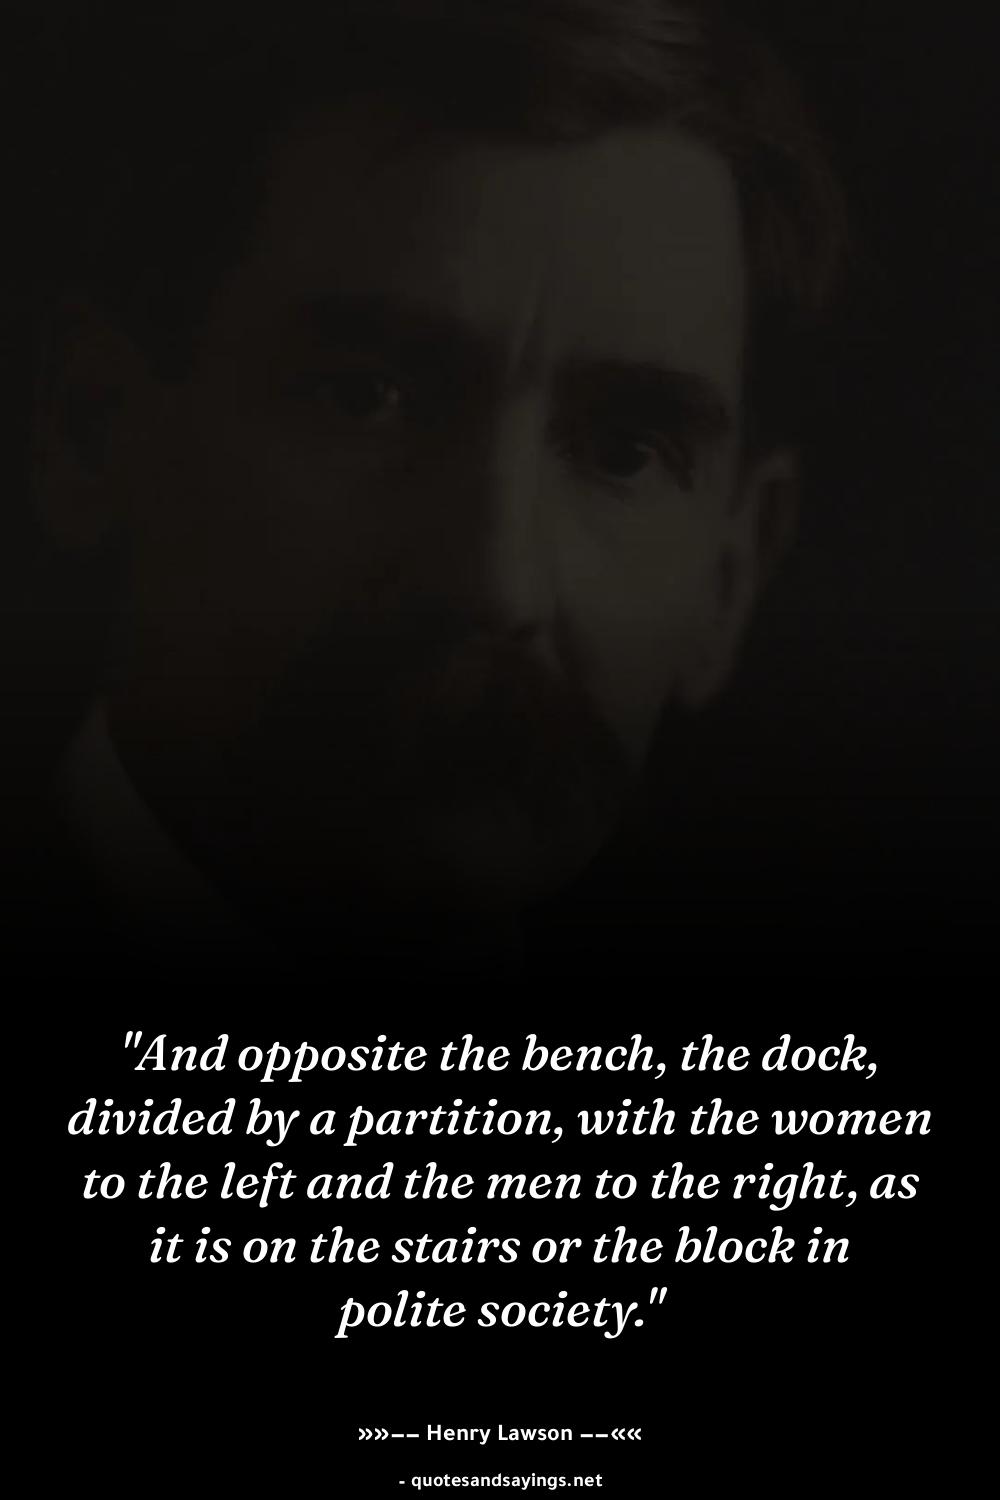 "And opposite the bench, the dock,
divided by a partition, with the women
to the left and the men to the right, as
it is on the stairs or the block in
polite society."
»»−− Henry Lawson −−««
- quotesandsayings.net